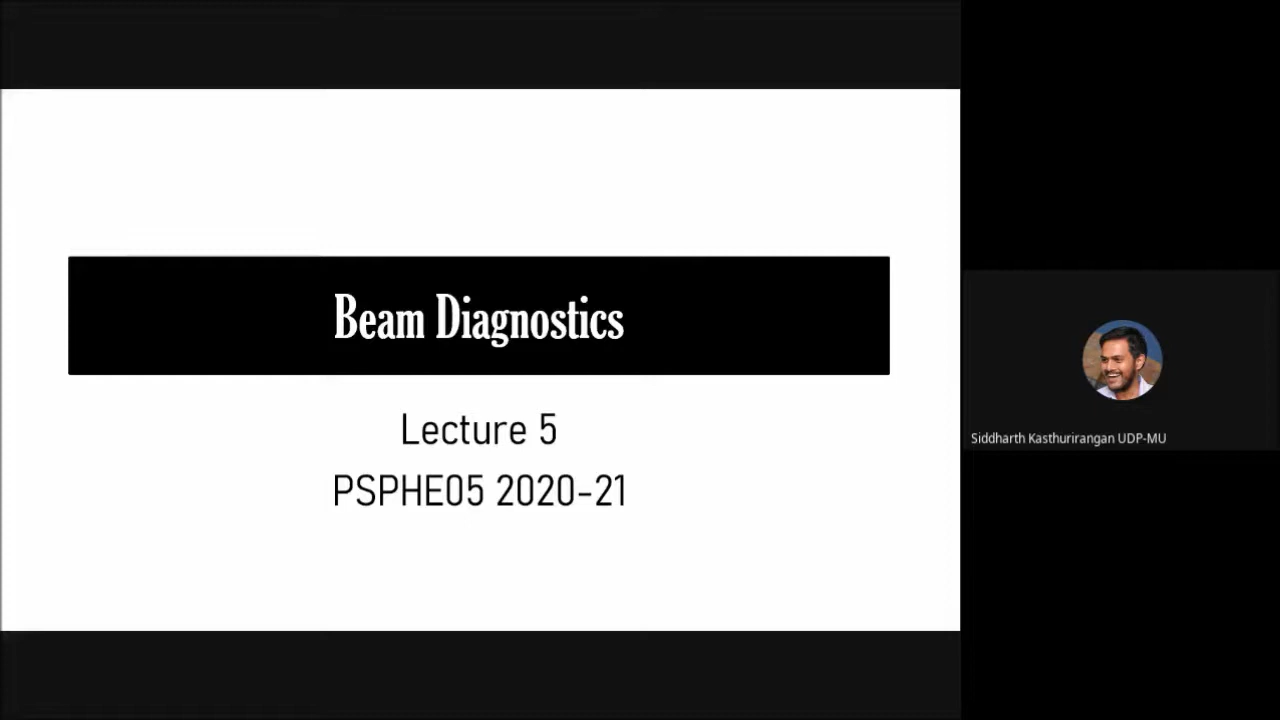 Beam Diagnostics
Lecture 5
PSPHE05 2020-21
Siddharth Kasthurirangan UDP-MU